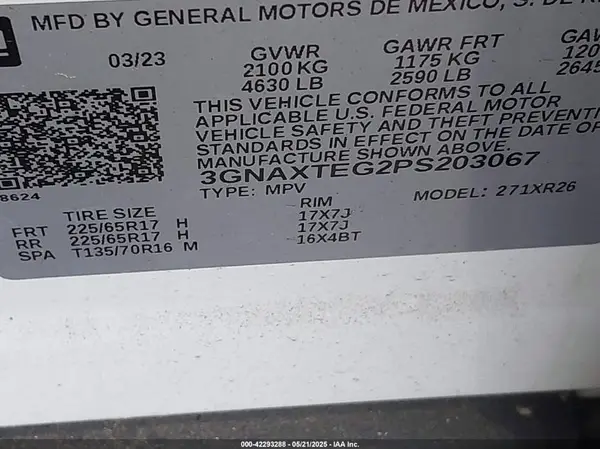 MFD BY GENERAL MOTORS DE MEXICO, S. DE
03/23
GVWR
2100 KG
4630 LB
GAWR FRT
1175 KG
2590 LB
THIS VEHICLE CONFORMS TO ALL
APPLICABLE U.S. FEDERAL MOTOR
VEHICLE SAFETY AND THEFT
STANDARDS IN EFFECT ON THE DATE OF
MANUFACTURE SHOWN ABOVE.
3GNAXTEG2PS203067
TYPE: MPV
MODEL: 271XR26
8624
TIRE SIZE
RIM
FRT 225/65R17 H 17X7J
RR 225/65R17 H 17X7J
SPA T135/70R16 M 16X4BT
000-42293288 - 05/21/2025 - IAA Inc.